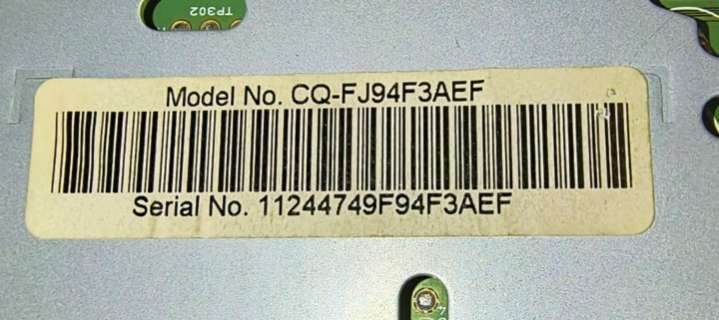 TP302
Model No. CQ-FJ94F3AEF
Serial No. 11244749F94F3AEF